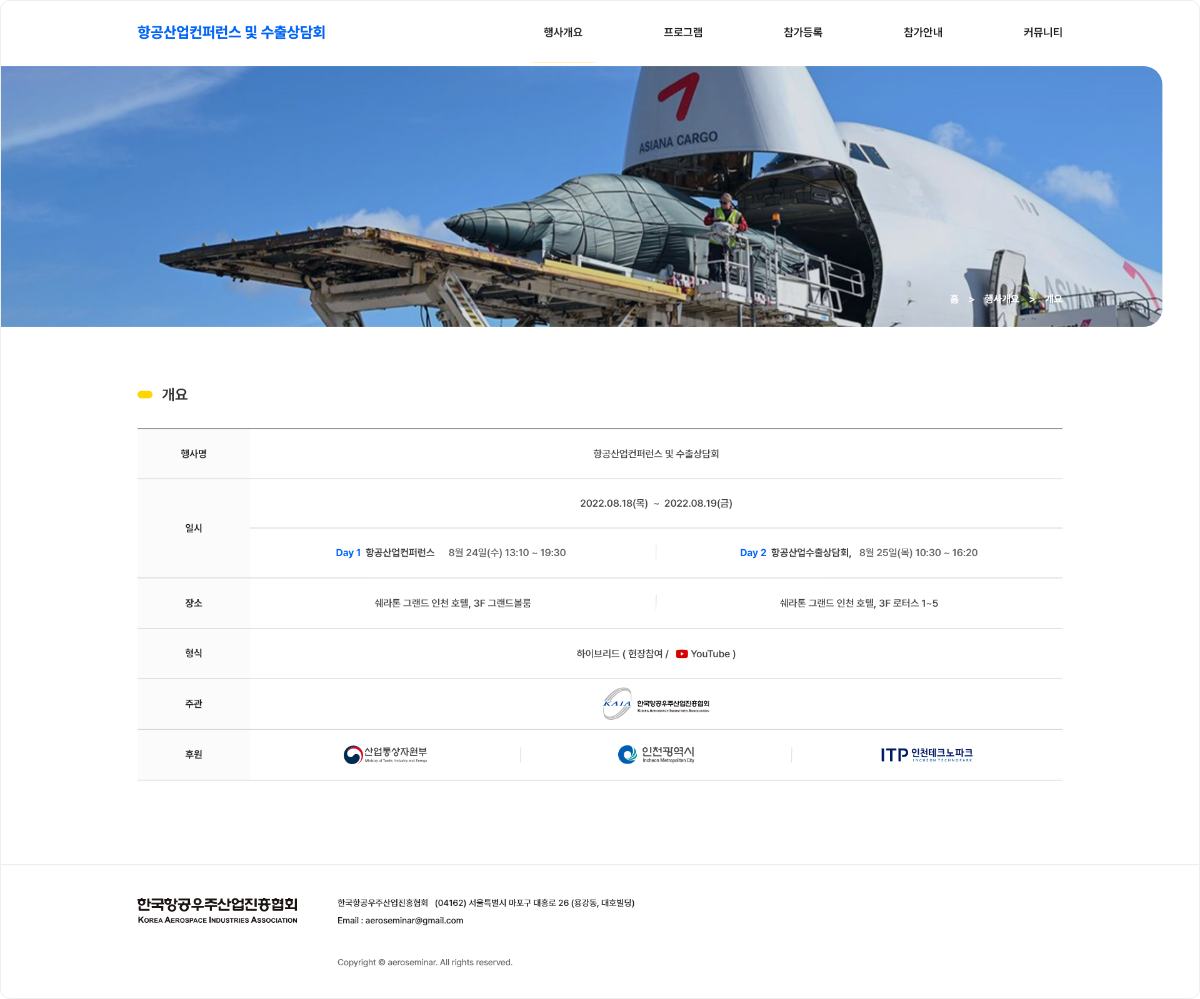 항공산업컨퍼런스 및 수출상담회
행사개요 프로그램 참가등록 참가안내 커뮤니티
ASIANA CARGO
ASIANA
홈 > 행사개요 > 개요
개요
행사명 항공산업컨퍼런스 및 수출상담회
일시 2022.08.18(목) ~ 2022.08.19(금)
Day 1 항공산업컨퍼런스 8월 24일(수) 13:10 ~ 19:30 Day 2 항공산업수출상담회, 8월 25일(목) 10:30 ~ 16:20
장소 쉐라톤 그랜드 인천 호텔, 3F 그랜드볼룸 쉐라톤 그랜드 인천 호텔, 3F 로터스 1~5
형식 하이브리드 ( 현장참여 / YouTube )
주관 KAIA 한국항공우주산업진흥협회
KOREA AEROSPACE INDUSTRIES ASSOCIATION
후원 산업통상자원부 인천광역시 ITP 인천테크노파크
Ministry of Trade, Industry and Energy Incheon Metropolitan City INCHEON TECHNOPARK
한국항공우주산업진흥협회
KOREA AEROSPACE INDUSTRIES ASSOCIATION
한국항공우주산업진흥협회 (04162) 서울특별시 마포구 대흥로 26 (용강동, 대호빌딩)
Email : aeroseminar@gmail.com
Copyright © aeroseminar. All rights reserved.